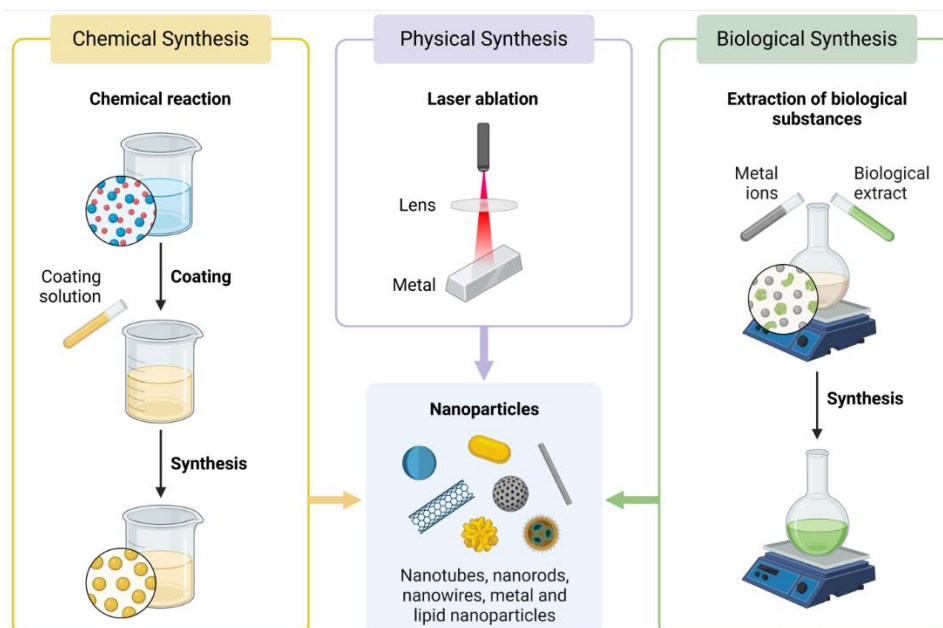 Chemical Synthesis
Chemical reaction
Coating
Coating
solution
Synthesis
Physical Synthesis
Laser ablation
Lens
Metal
Nanoparticles
Nanotubes, nanorods,
nanowires, metal and
lipid nanoparticles
Biological Synthesis
Extraction of biological
substances
Metal
ions
Biological
extract
Synthesis